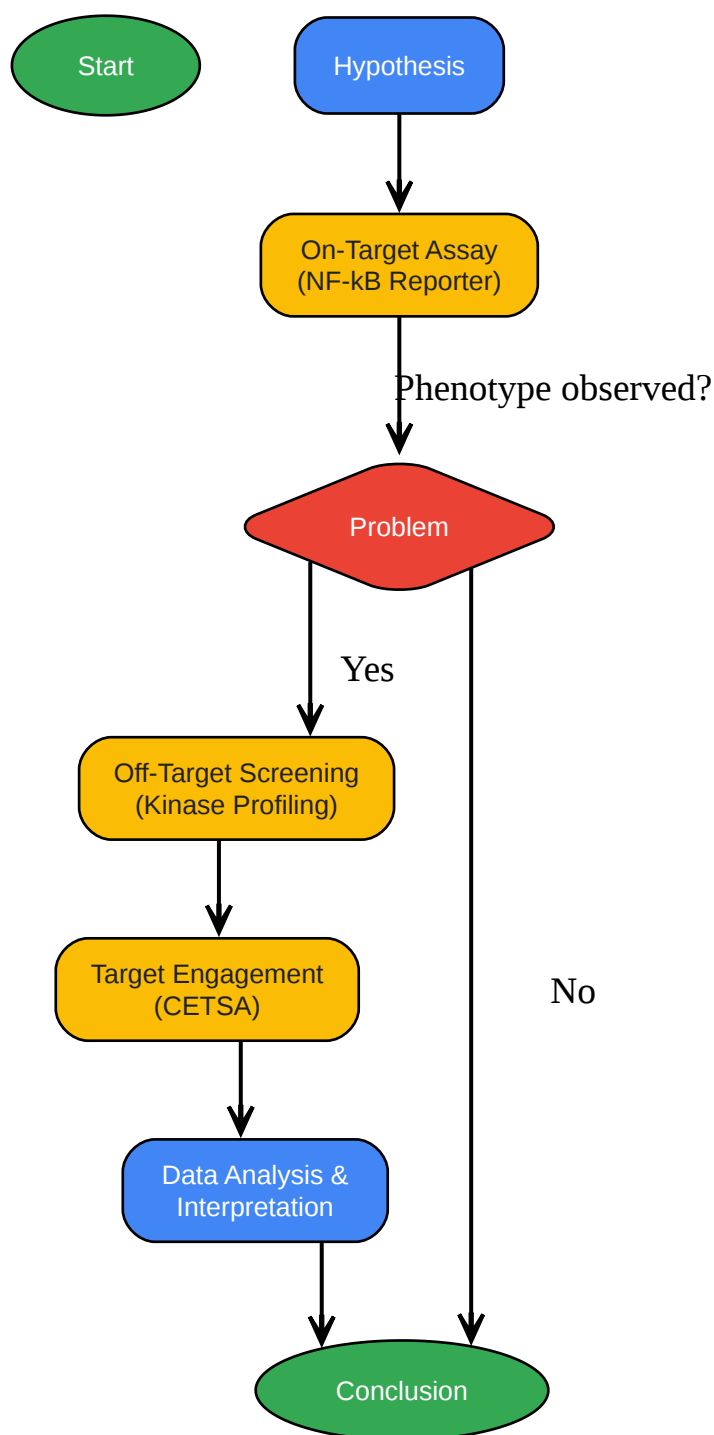 Start
Hypothesis
On-Target Assay
(NF-kB Reporter)
Phenotype observed?
Problem
Yes
Off-Target Screening
(Kinase Profiling)
Target Engagement
(CETSA)
No
Data Analysis &
Interpretation
Conclusion